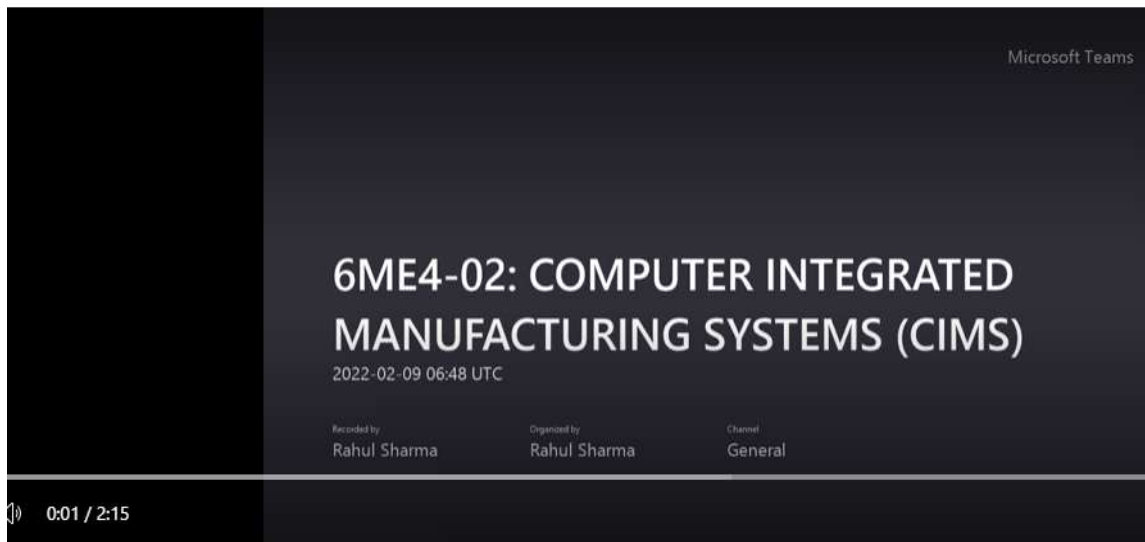 Microsoft Teams
6ME4-02: COMPUTER INTEGRATED
MANUFACTURING SYSTEMS (CIMS)
2022-02-09 06:48 UTC
Recorded by Organized by Channel
Rahul Sharma Rahul Sharma General
0:01 / 2:15